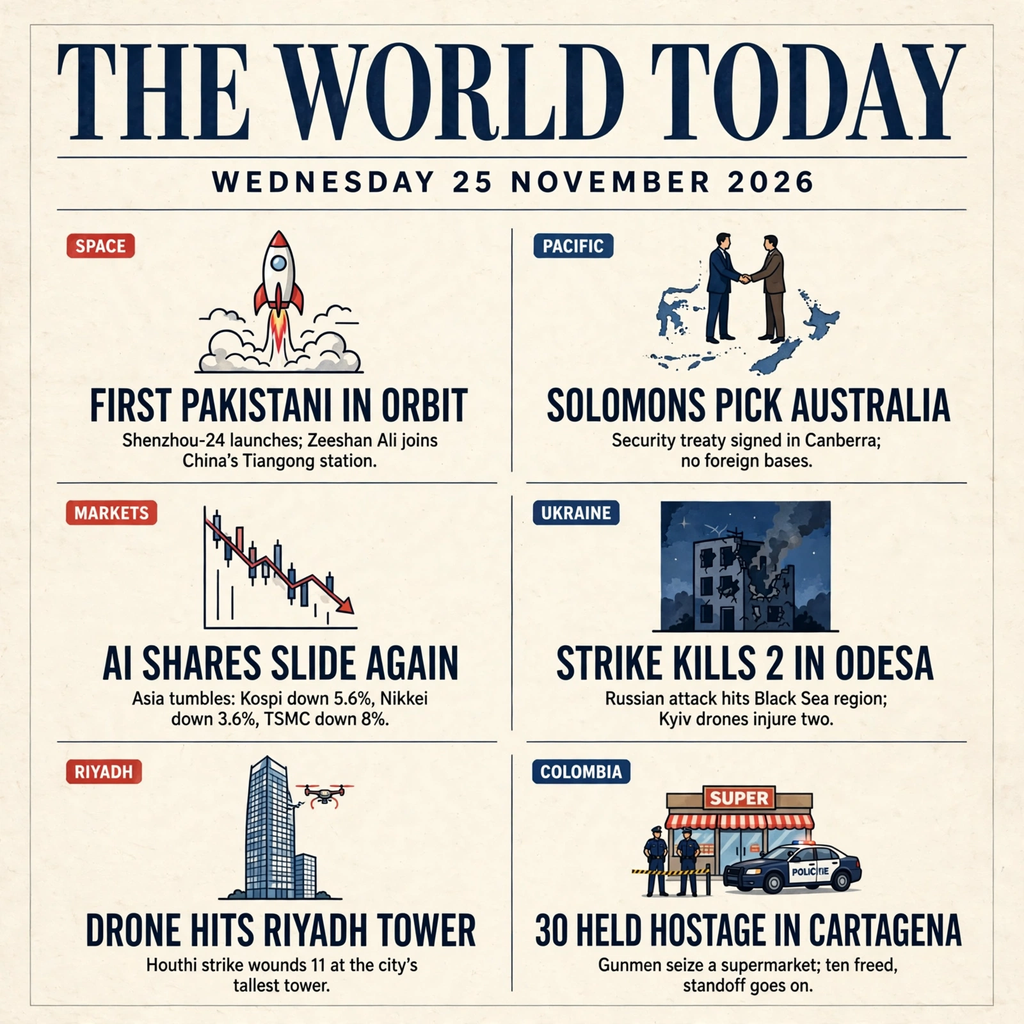 THE WORLD TODAY
WEDNESDAY 25 NOVEMBER 2026
SPACE
FIRST PAKISTANI IN ORBIT
Shenzhou-24 launches; Zeeshan Ali joins
China's Tiangong station.
PACIFIC
SOLOMONS PICK AUSTRALIA
Security treaty signed in Canberra;
no foreign bases.
MARKETS
AI SHARES SLIDE AGAIN
Asia tumbles: Kospi down 5.6%, Nikkei
down 3.6%, TSMC down 8%.
UKRAINE
STRIKE KILLS 2 IN ODESA
Russian attack hits Black Sea region;
Kyiv drones injure two.
RIYADH
DRONE HITS RIYADH TOWER
Houthi strike wounds 11 at the city's
tallest tower.
COLOMBIA
SUPER
30 HELD HOSTAGE IN CARTAGENA
Gunmen seize a supermarket; ten freed,
standoff goes on.